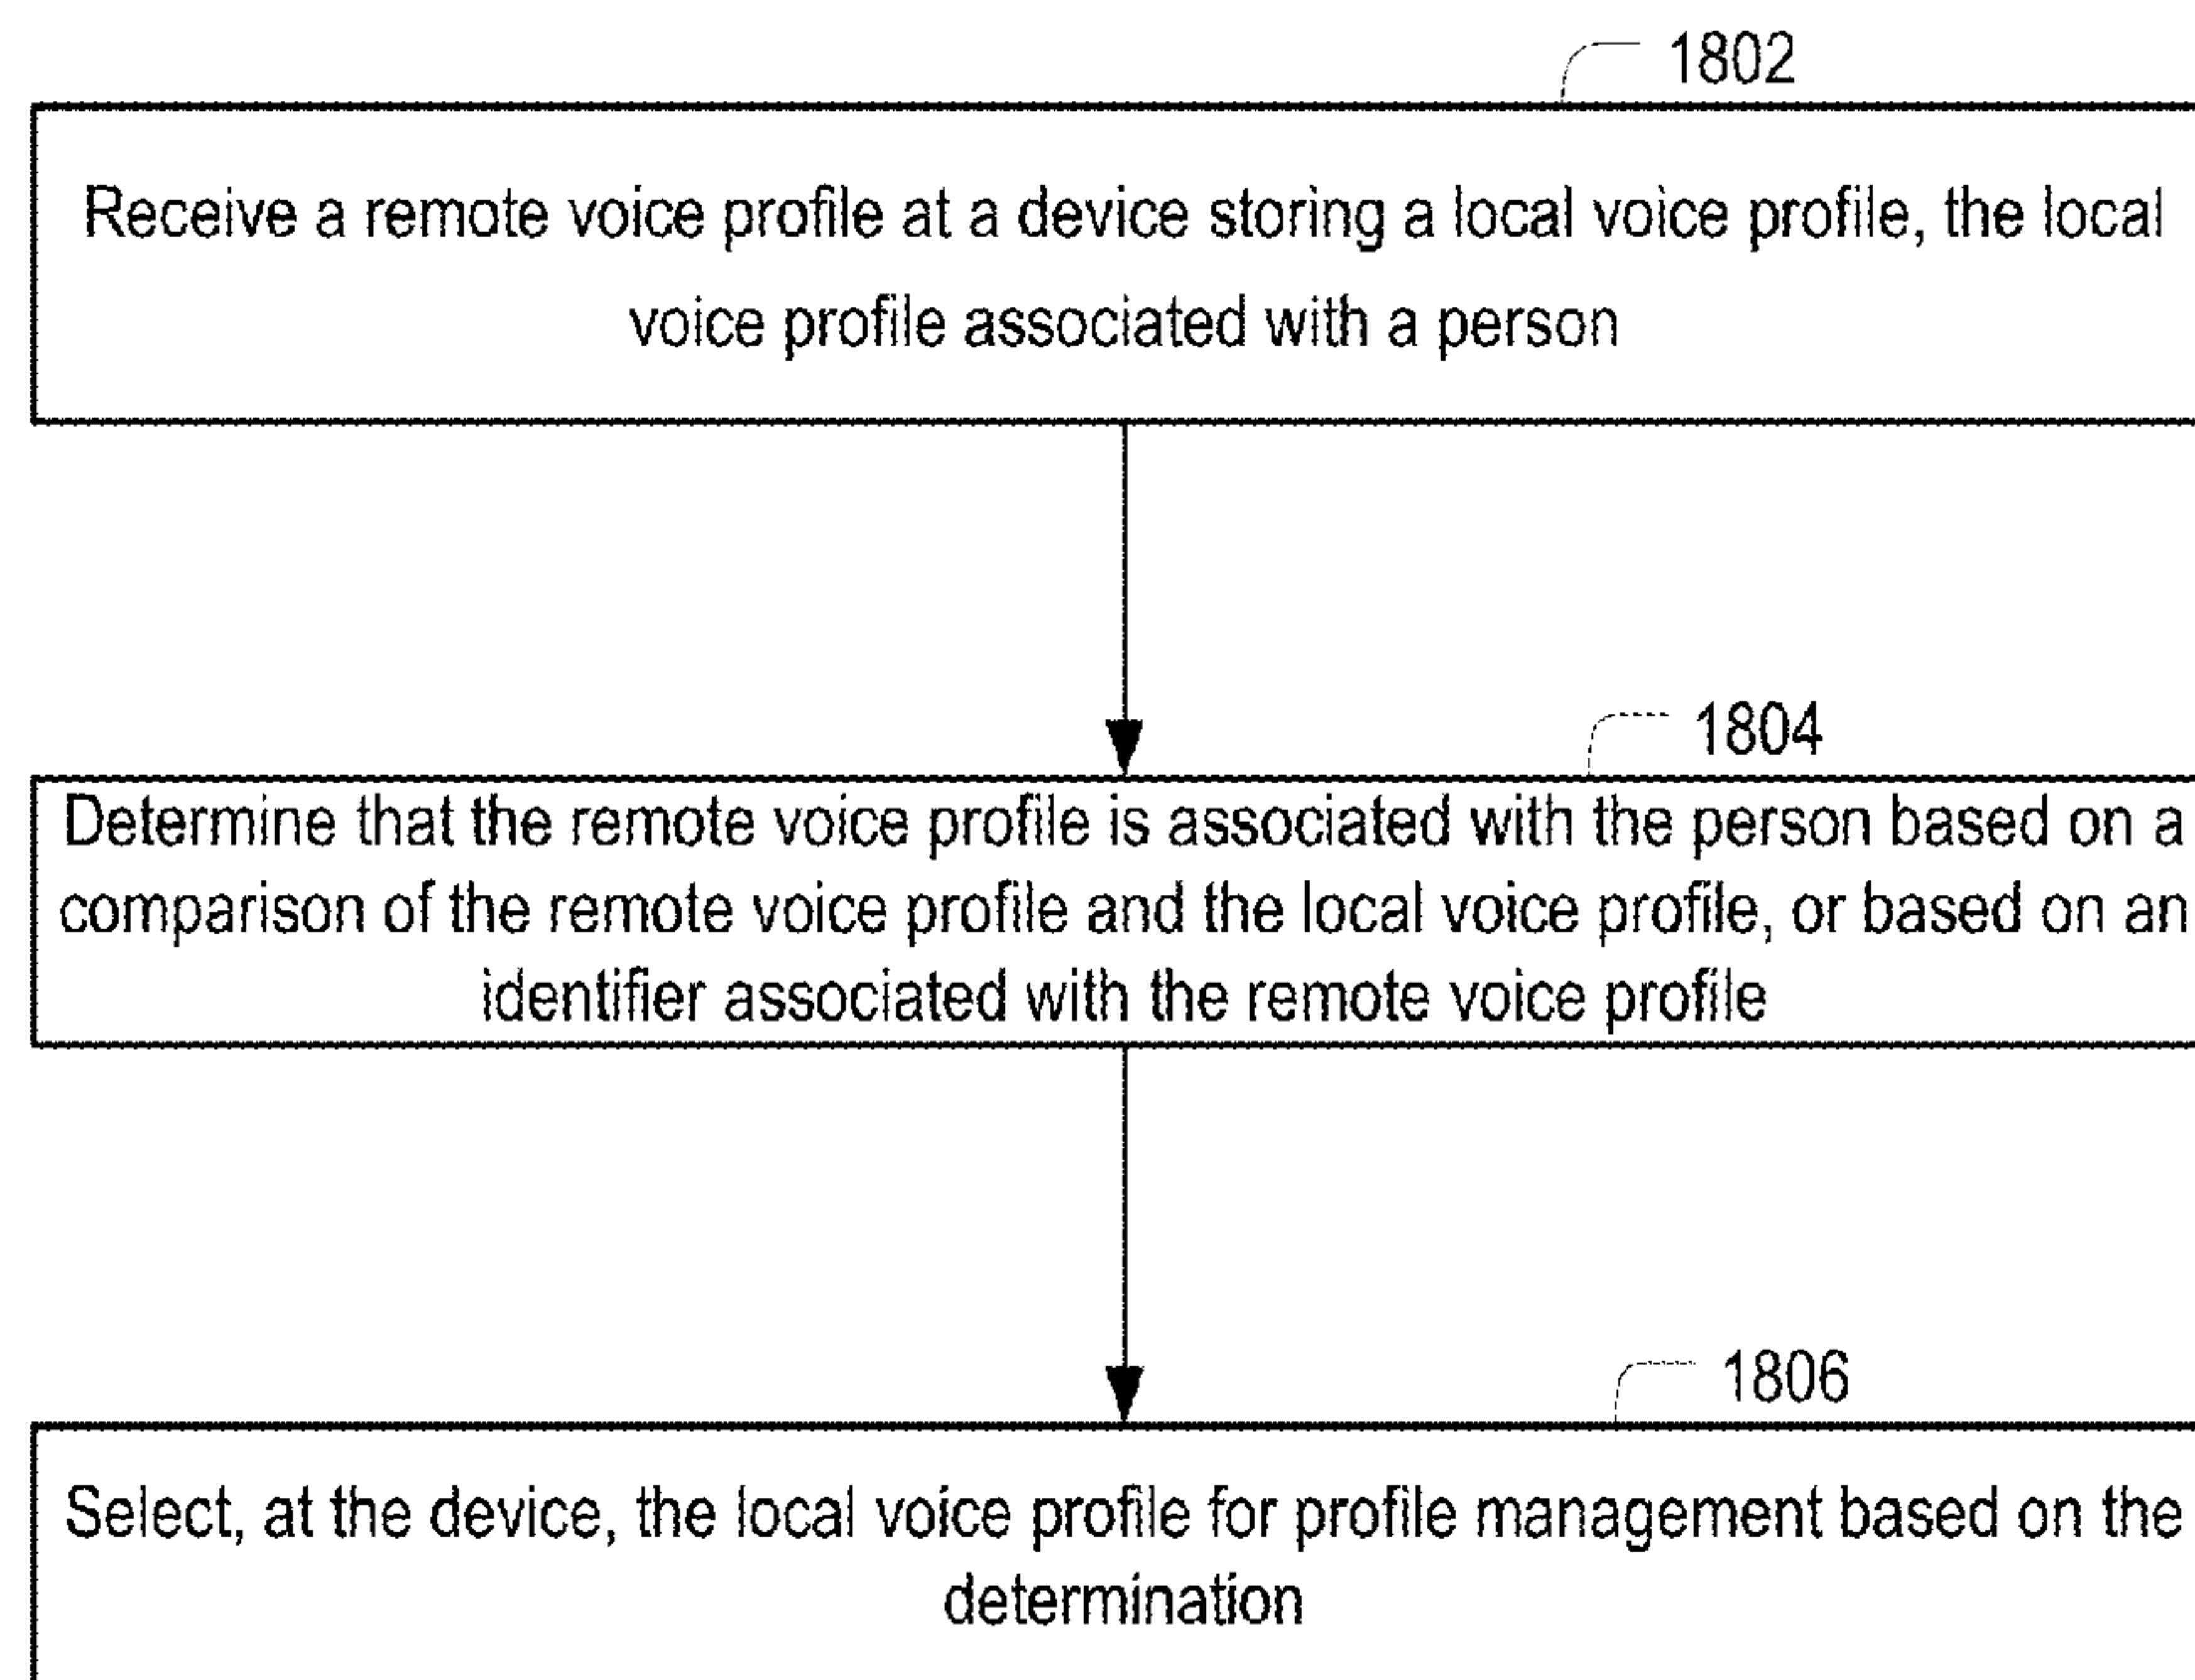 1802
Receive a remote voice profile at a device storing a local voice profile, the local
voice profile associated with a person
1804
Determine that the remote voice profile is associated with the person based on a
comparison of the remote voice profile and the local voice profile, or based on an
identifier associated with the remote voice profile
1806
Select, at the device, the local voice profile for profile management based on the
determination